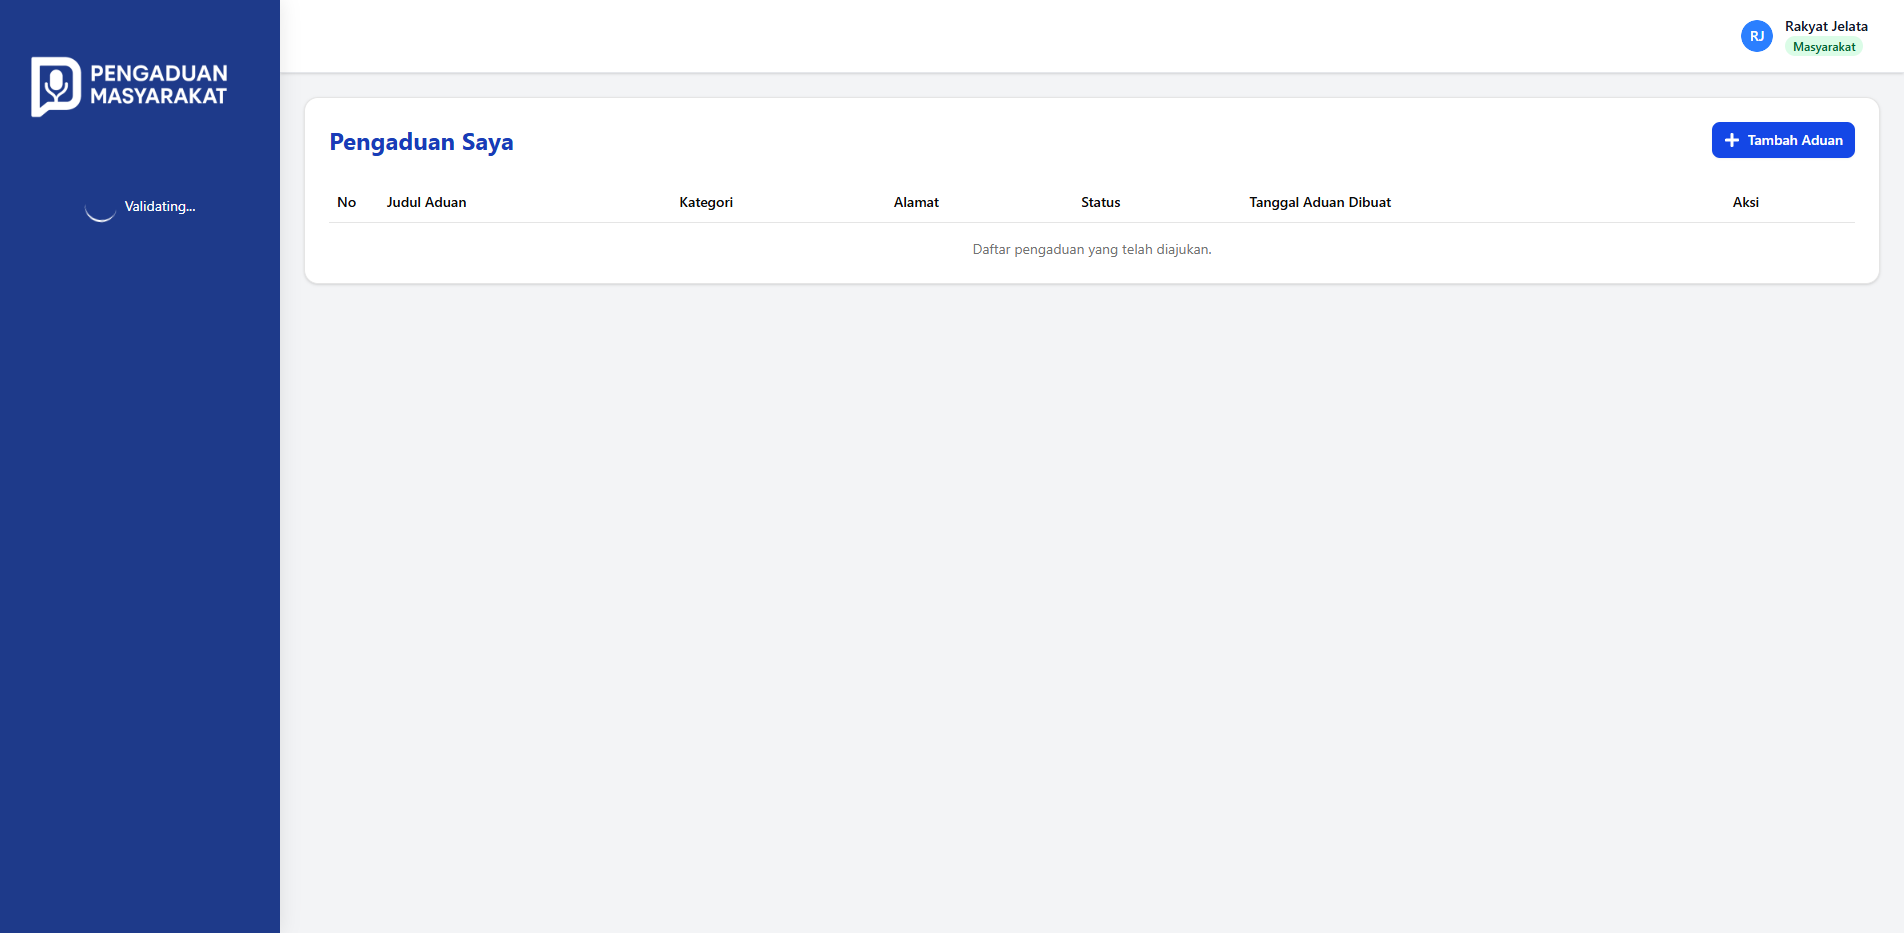 PENGADUAN
MASYARAKAT
Validating...
RJ
Rakyat Jelata
Masyarakat
Pengaduan Saya
Tambah Aduan
No Judul Aduan Kategori Alamat Status Tanggal Aduan Dibuat Aksi
Daftar pengaduan yang telah diajukan.